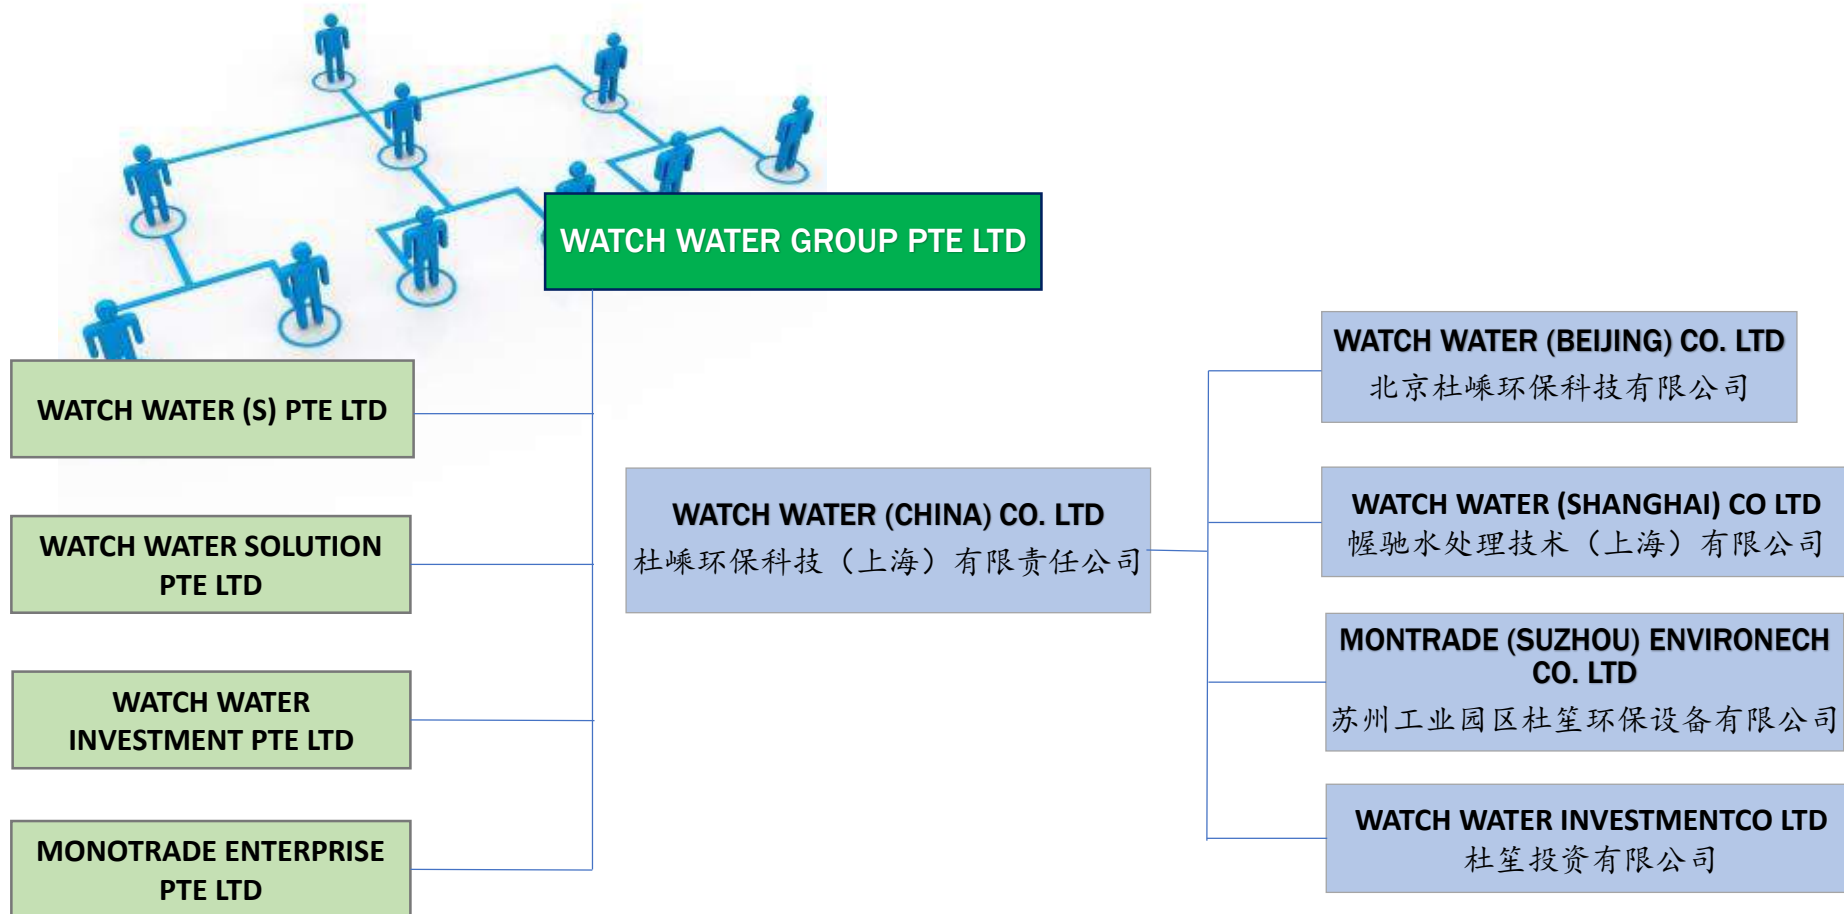 WATCH WATER GROUP PTE LTD
WATCH WATER (S) PTE LTD
WATCH WATER SOLUTION
PTE LTD
WATCH WATER
INVESTMENT PTE LTD
MONOTRADE ENTERPRISE
PTE LTD
WATCH WATER (CHINA) CO. LTD
杜嵊环保科技（上海）有限责任公司
WATCH WATER (BEIJING) CO. LTD
北京杜嵊环保科技有限公司
WATCH WATER (SHANGHAI) CO LTD
幄驰水处理技术（上海）有限公司
MONTRADE (SUZHOU) ENVIRONECH
CO. LTD
苏州工业园区杜笙环保设备有限公司
WATCH WATER INVESTMENTCO LTD
杜笙投资有限公司